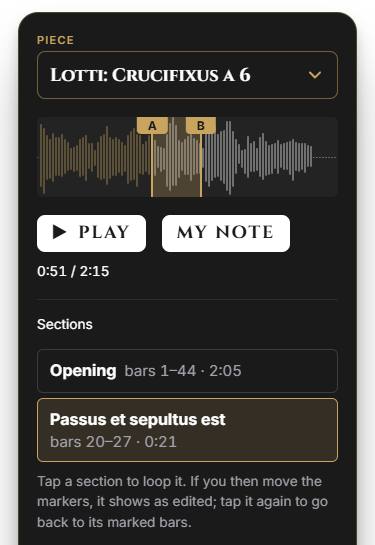 PIECE
Lotti: Crucifixus a 6
A B
PLAY MY NOTE
0:51 / 2:15
Sections
Opening bars 1–44 · 2:05
Passus et sepultus est
bars 20–27 · 0:21
Tap a section to loop it. If you then move the
markers, it shows as edited; tap it again to go
back to its marked bars.